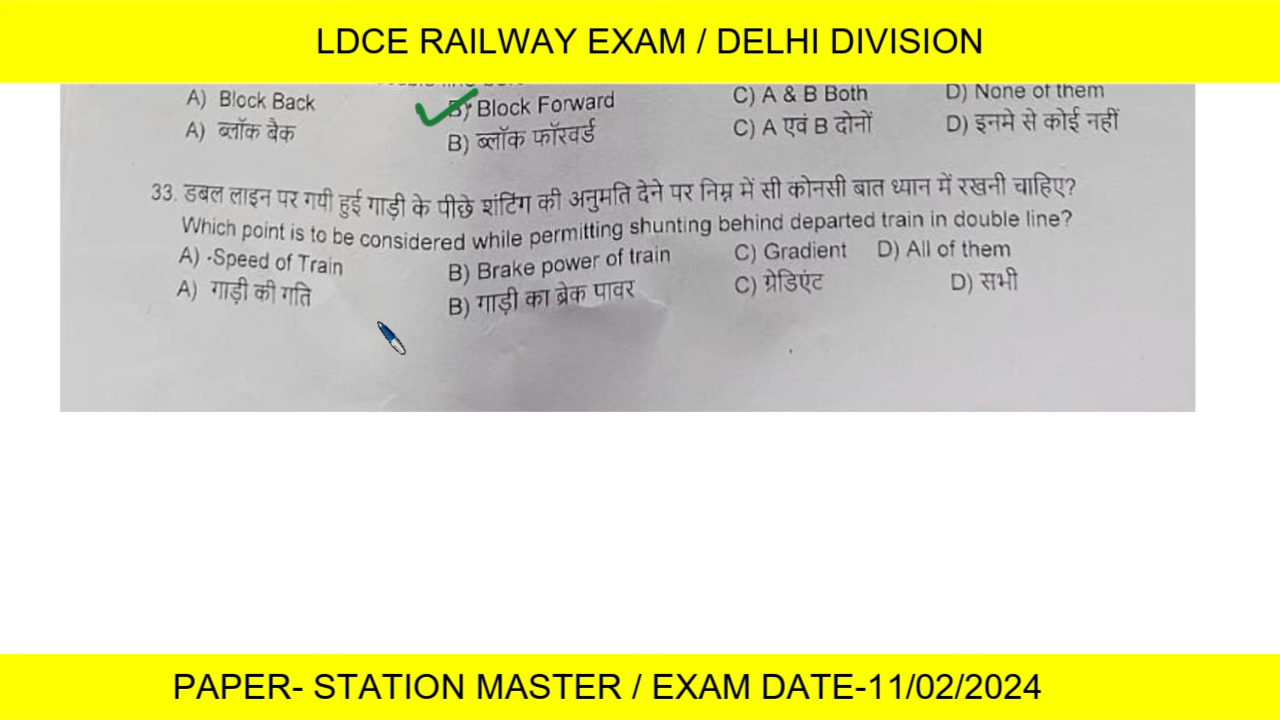 LDCE RAILWAY EXAM / DELHI DIVISION
A) Block Back B) Block Forward C) A & B Both D) None of them
A) ब्लॉक बैक B) ब्लॉक फॉरवर्ड C) A एवं B दोनों D) इनमे से कोई नहीं
33. डबल लाइन पर गयी हुई गाड़ी के पीछे शंटिंग की अनुमति देने पर निम्न में सी कोनसी बात ध्यान में रखनी चाहिए?
Which point is to be considered while permitting shunting behind departed train in double line?
A) -Speed of Train B) Brake power of train C) Gradient D) All of them
A) गाड़ी की गति B) गाड़ी का ब्रेक पावर C) ग्रेडिएंट D) सभी
PAPER- STATION MASTER / EXAM DATE-11/02/2024